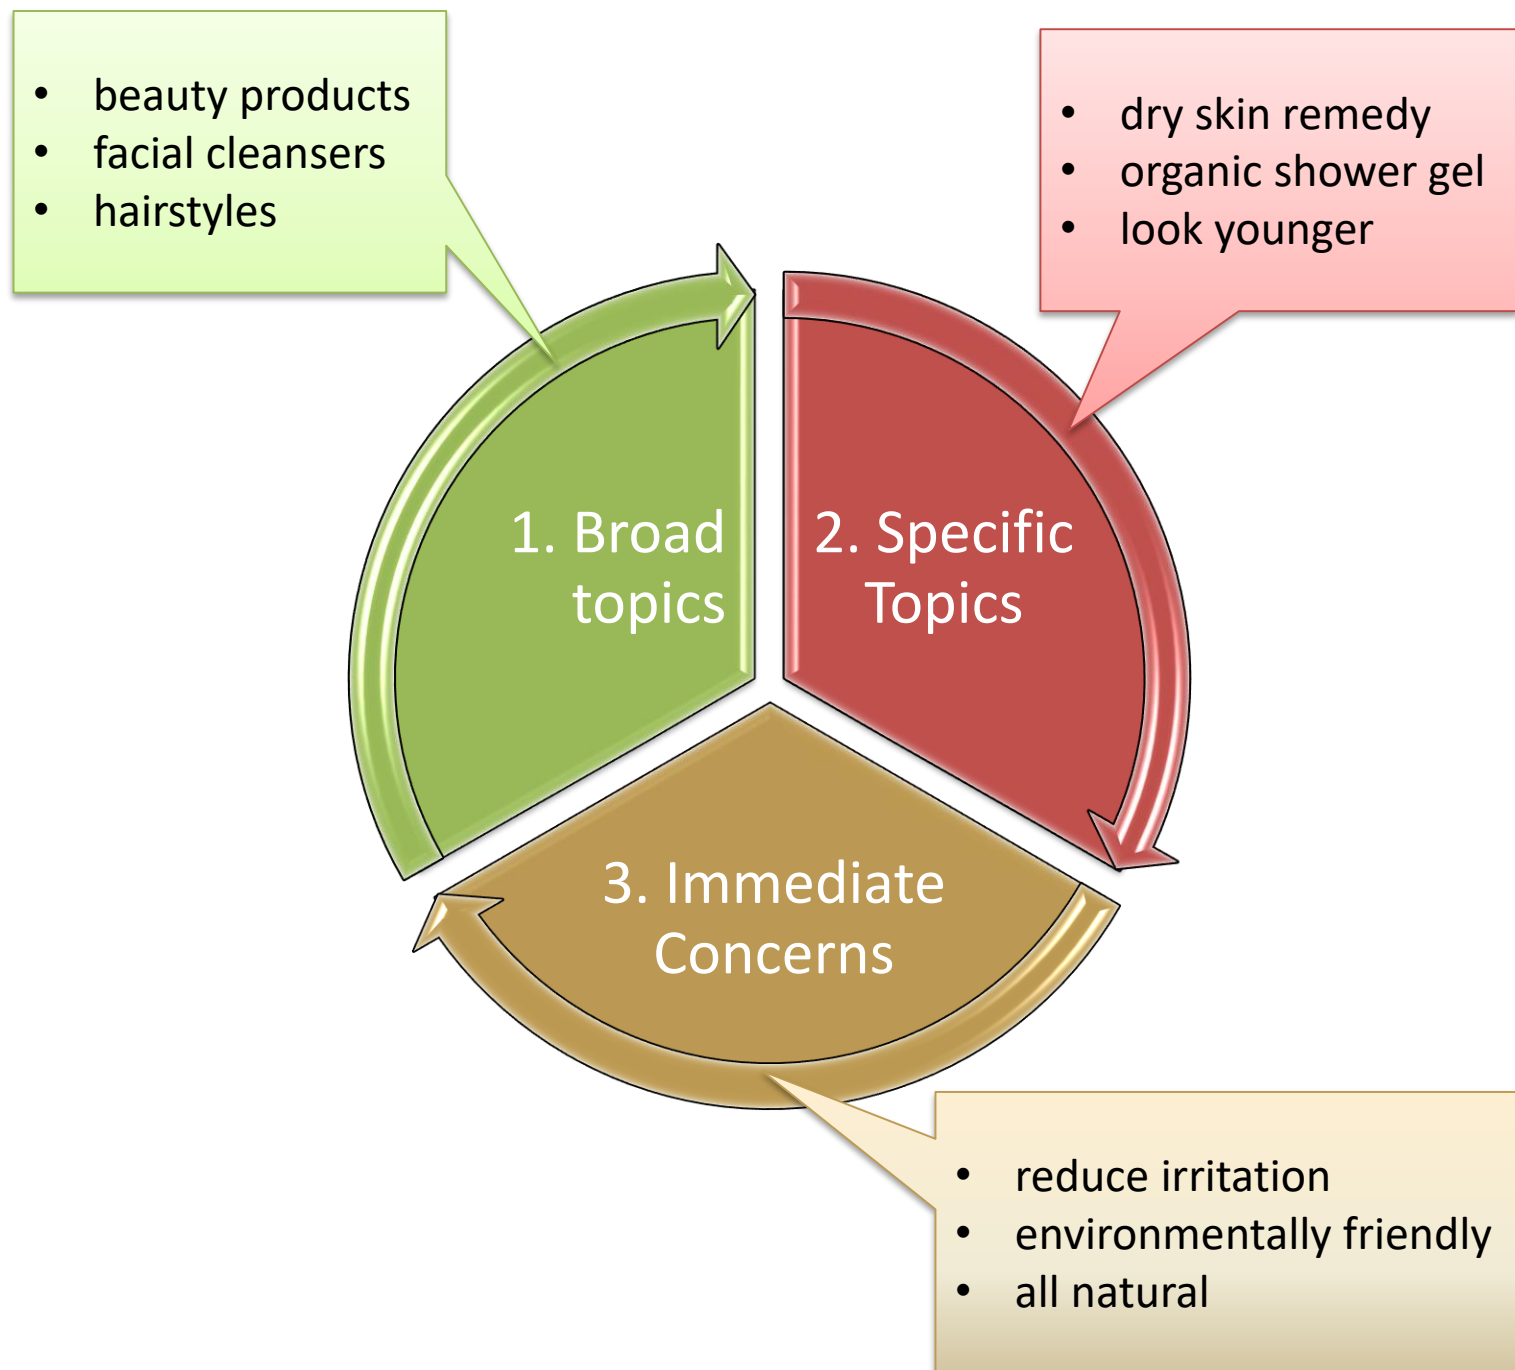 • beauty products
• facial cleansers
• hairstyles
• dry skin remedy
• organic shower gel
• look younger
1. Broad
topics
2. Specific
Topics
3. Immediate
Concerns
• reduce irritation
• environmentally friendly
• all natural